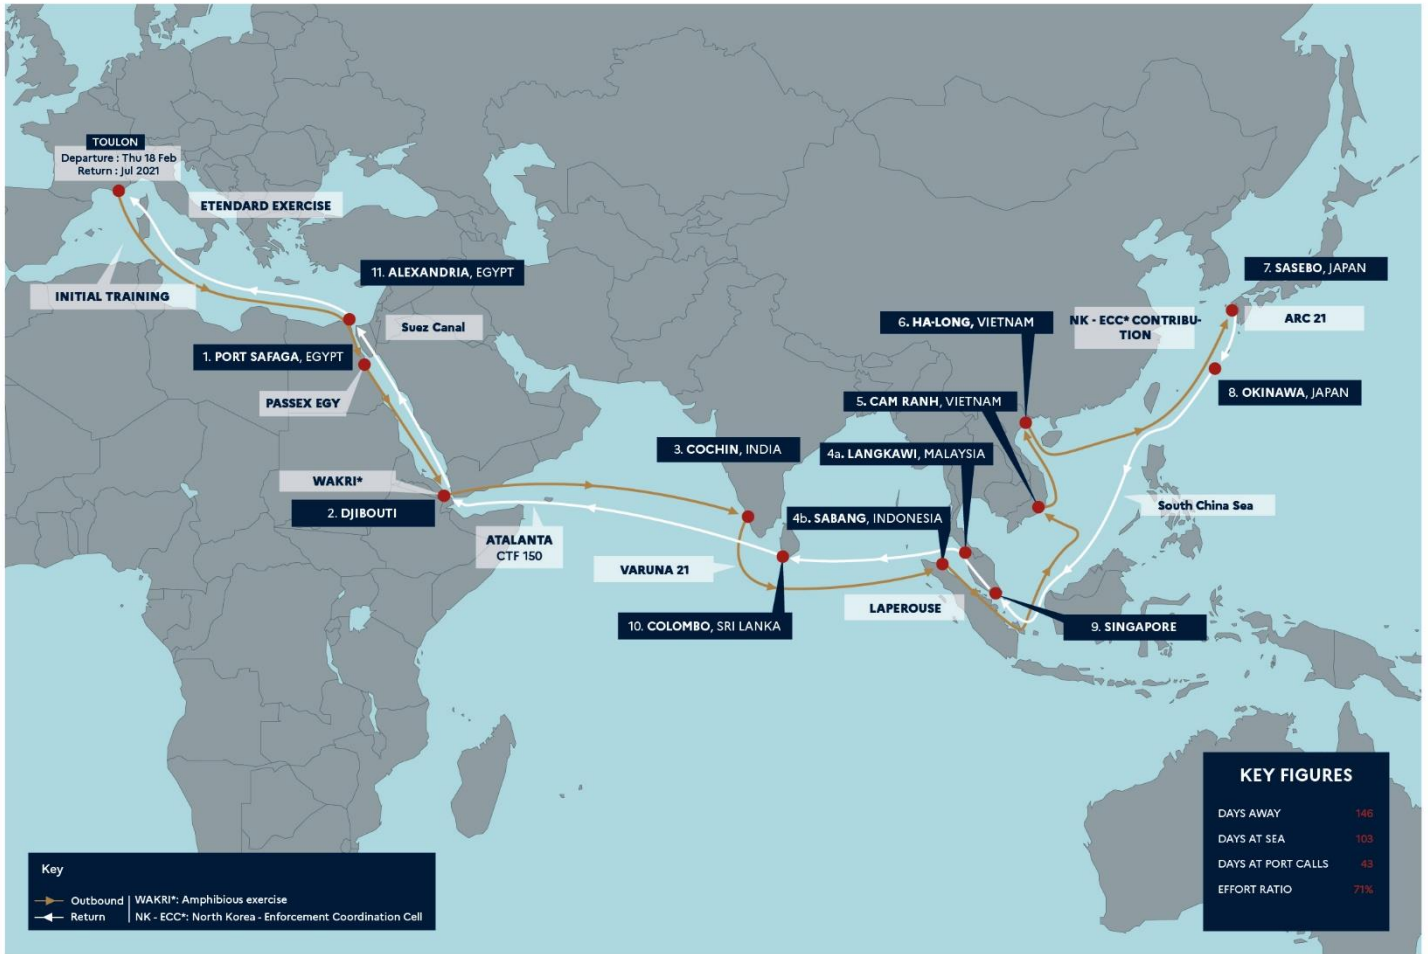 TOULON
Departure : Thu 18 Feb
Return : Jul 2021
ETENDARD EXERCISE
INITIAL TRAINING
11. ALEXANDRIA, EGYPT
Suez Canal
1. PORT SAFAGA, EGYPT
PASSEX EGY
WAKRI*
2. DJIBOUTI
ATALANTA
CTF 150
3. COCHIN, INDIA
VARUNA 21
10. COLOMBO, SRI LANKA
4b. SABANG, INDONESIA
4a. LANGKAWI, MALAYSIA
LAPEROUSE
5. CAM RANH, VIETNAM
6. HA-LONG, VIETNAM
NK - ECC* CONTRIBU-
TION
7. SASEBO, JAPAN
ARC 21
8. OKINAWA, JAPAN
South China Sea
9. SINGAPORE
KEY FIGURES
DAYS AWAY 146
DAYS AT SEA 103
DAYS AT PORT CALLS 43
EFFORT RATIO 71%
Key
Outbound WAKRI*: Amphibious exercise
Return NK - ECC*: North Korea - Enforcement Coordination Cell